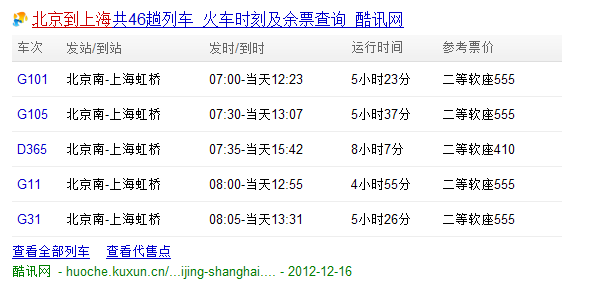 北京到上海共46趟列车_火车时刻及余票查询_酷讯网
车次 发站/到站 发时/到时 运行时间 参考票价
G101 北京南-上海虹桥 07:00-当天12:23 5小时23分 二等软座555
G105 北京南-上海虹桥 07:30-当天13:07 5小时37分 二等软座555
D365 北京南-上海虹桥 07:35-当天15:42 8小时7分 二等软座410
G11 北京南-上海虹桥 08:00-当天12:55 4小时55分 二等软座555
G31 北京南-上海虹桥 08:05-当天13:31 5小时26分 二等软座555
查看全部列车 查看代售点
酷讯网 - huoche.kuxun.cn/...ijing-shanghai.... - 2012-12-16